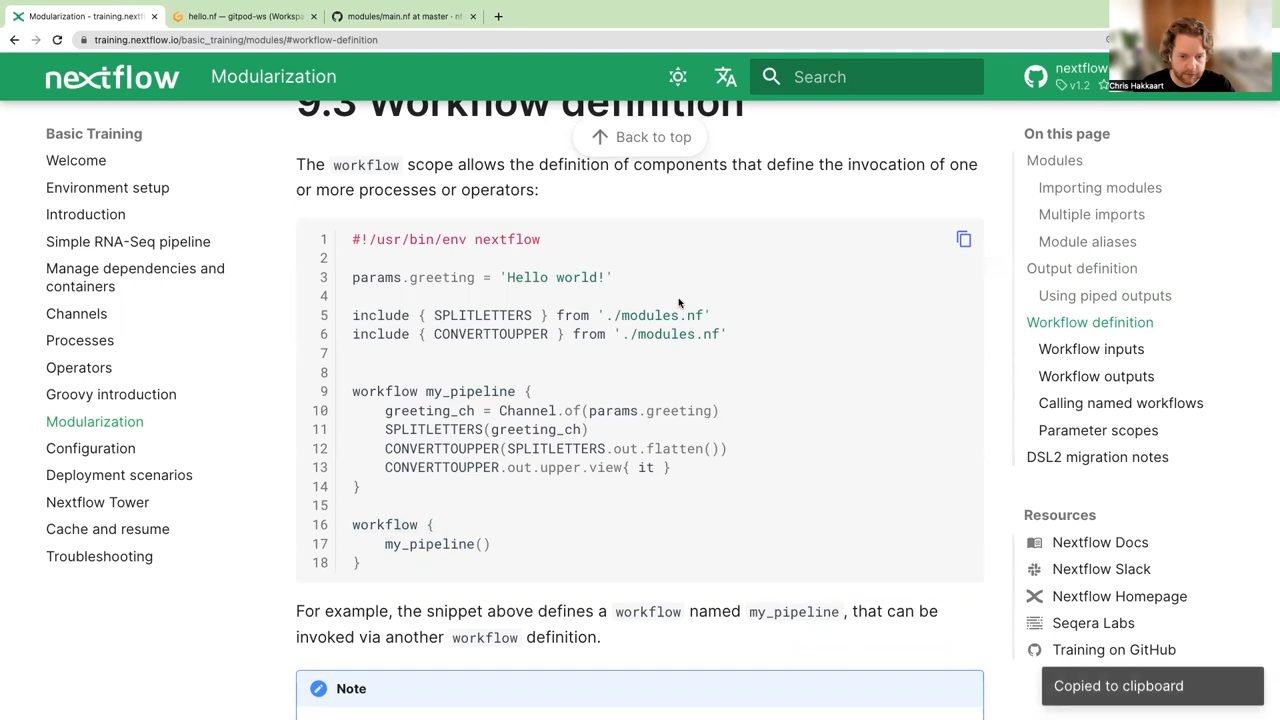 Modularization - training.nextf
hello.nf — gitpod-ws (Workspa
modules/main.nf at master · n
training.nextflow.io/basic_training/modules/#workflow-definition
nextflow
Modularization
Search
nextflow
v1.2
Chris Hakkaart
Basic Training
Welcome
Environment setup
Introduction
Simple RNA-Seq pipeline
Manage dependencies and
containers
Channels
Processes
Operators
Groovy introduction
Modularization
Configuration
Deployment scenarios
Nextflow Tower
Cache and resume
Troubleshooting
9.3 Workflow definition
Back to top
The workflow scope allows the definition of components that define the invocation of one
or more processes or operators:
1 #!/usr/bin/env nextflow
2
3 params.greeting = 'Hello world!'
4
5 include { SPLITLETTERS } from './modules.nf'
6 include { CONVERTTOUPPER } from './modules.nf'
7
8
9 workflow my_pipeline {
10 greeting_ch = Channel.of(params.greeting)
11 SPLITLETTERS(greeting_ch)
12 CONVERTTOUPPER(SPLITLETTERS.out.flatten())
13 CONVERTTOUPPER.out.upper.view{ it }
14 }
15
16 workflow {
17 my_pipeline()
18 }
For example, the snippet above defines a workflow named my_pipeline, that can be
invoked via another workflow definition.
Note
On this page
Modules
Importing modules
Multiple imports
Module aliases
Output definition
Using piped outputs
Workflow definition
Workflow inputs
Workflow outputs
Calling named workflows
Parameter scopes
DSL2 migration notes
Resources
Nextflow Docs
Nextflow Slack
Nextflow Homepage
Seqera Labs
Training on GitHub
Copied to clipboard